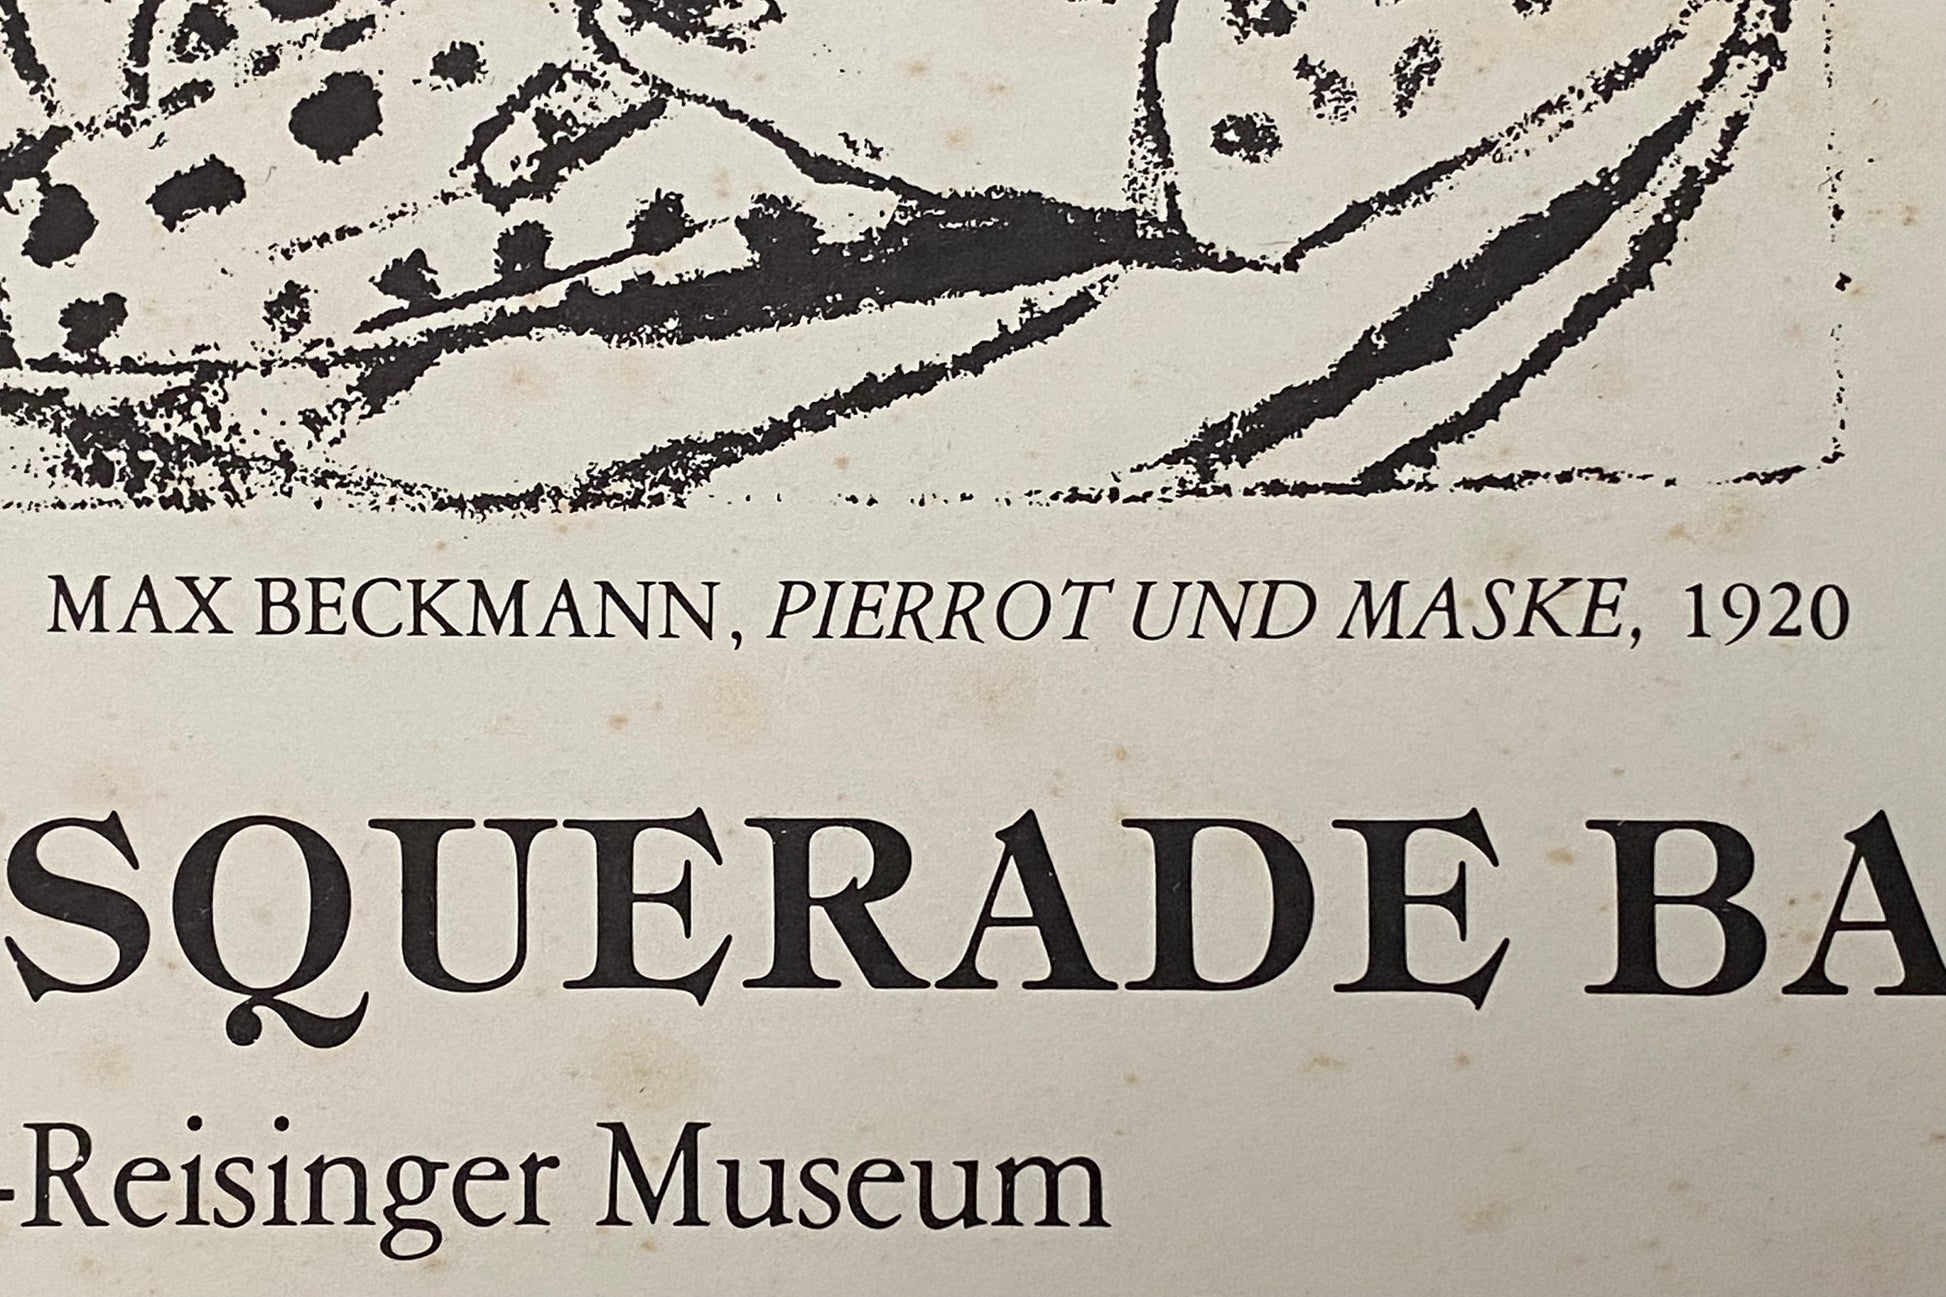 MAX BECKMANN, PIERROT UND MASKE, 1920
SQUERADE BA
-Reisinger Museum